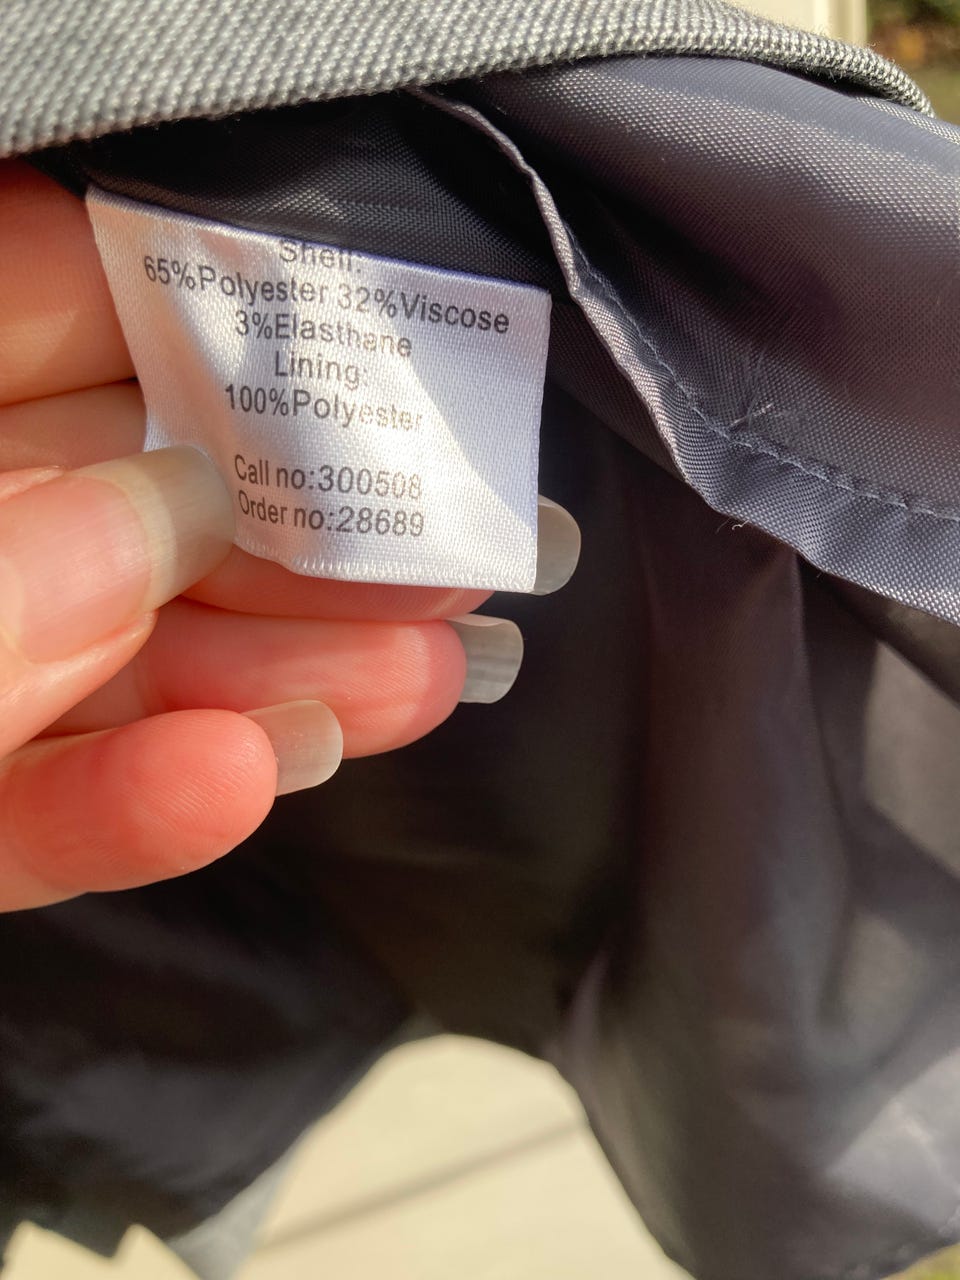 Shell:
65%Polyester 32%Viscose
3%Elasthane
Lining:
100%Polyester
Call no:300508
Order no:28689